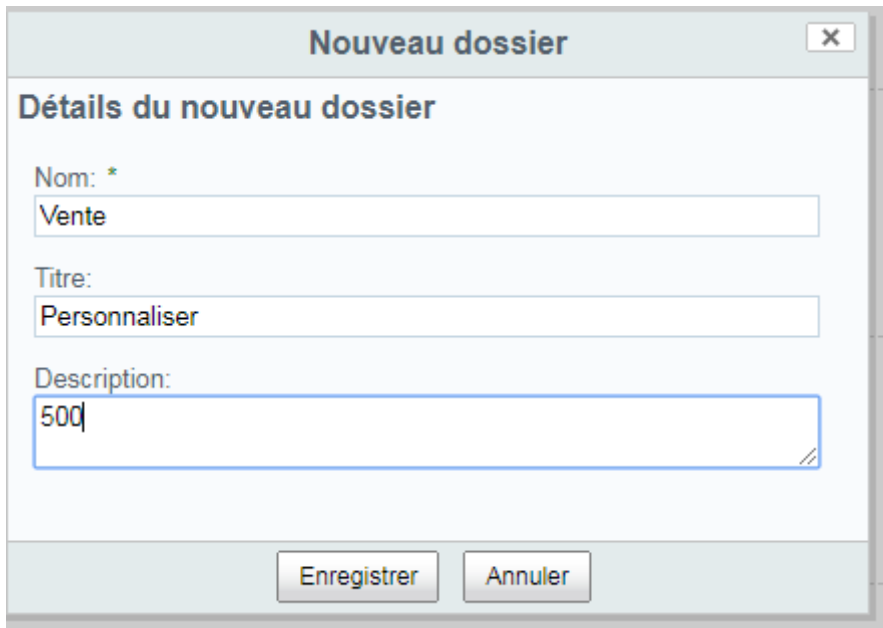 Nouveau dossier
Détails du nouveau dossier
Nom: *
Vente
Titre:
Personnaliser
Description:
500
Enregistrer Annuler